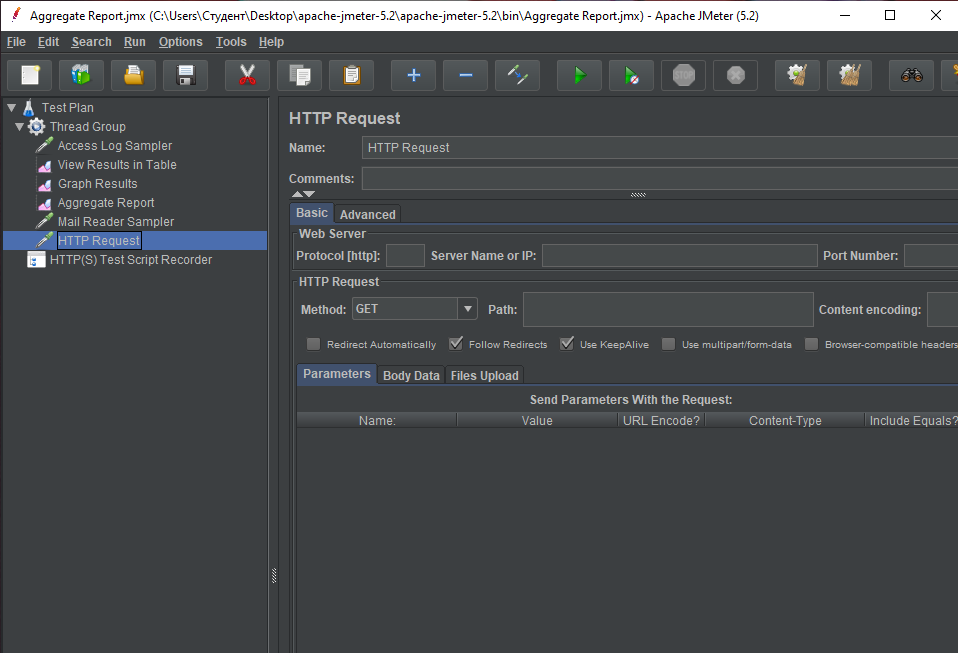 Aggregate Report.jmx (C:\Users\Студент\Desktop\apache-jmeter-5.2\apache-jmeter-5.2\bin\Aggregate Report.jmx) - Apache JMeter (5.2)
File Edit Search Run Options Tools Help
STOP
Test Plan
Thread Group
Access Log Sampler
View Results in Table
Graph Results
Aggregate Report
Mail Reader Sampler
HTTP Request
HTTP(S) Test Script Recorder
HTTP Request
Name: HTTP Request
Comments:
Basic Advanced
Web Server
Protocol [http]: Server Name or IP: Port Number:
HTTP Request
Method: GET Path: Content encoding:
Redirect Automatically Follow Redirects Use KeepAlive Use multipart/form-data Browser-compatible headers
Parameters Body Data Files Upload
Send Parameters With the Request:
Name: Value URL Encode? Content-Type Include Equals?